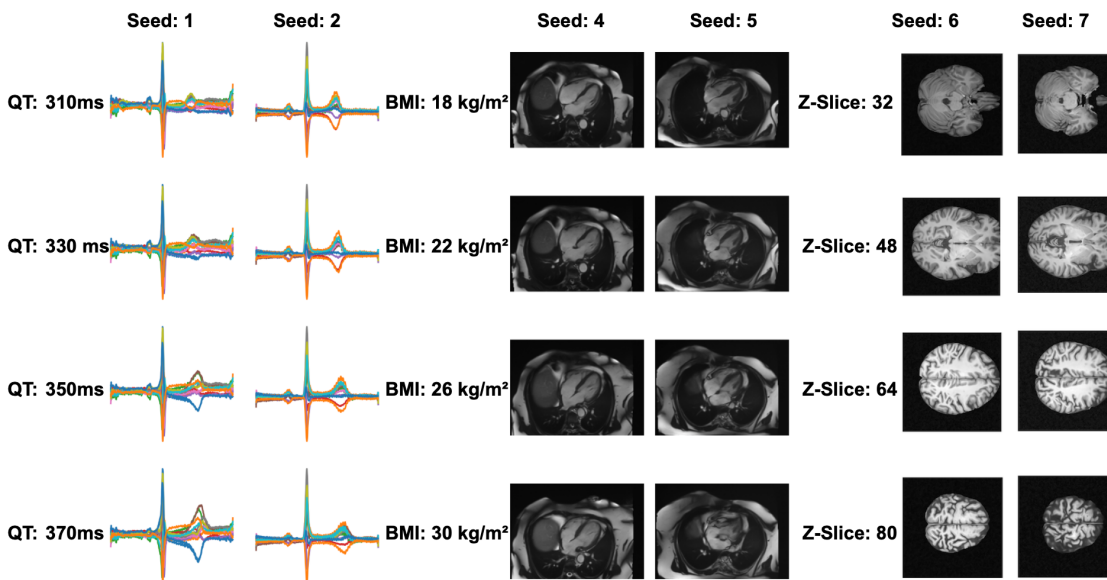 Seed: 1 Seed: 2 Seed: 4 Seed: 5 Seed: 6 Seed: 7
QT: 310ms BMI: 18 kg/m² Z-Slice: 32
QT: 330 ms BMI: 22 kg/m² Z-Slice: 48
QT: 350ms BMI: 26 kg/m² Z-Slice: 64
QT: 370ms BMI: 30 kg/m² Z-Slice: 80